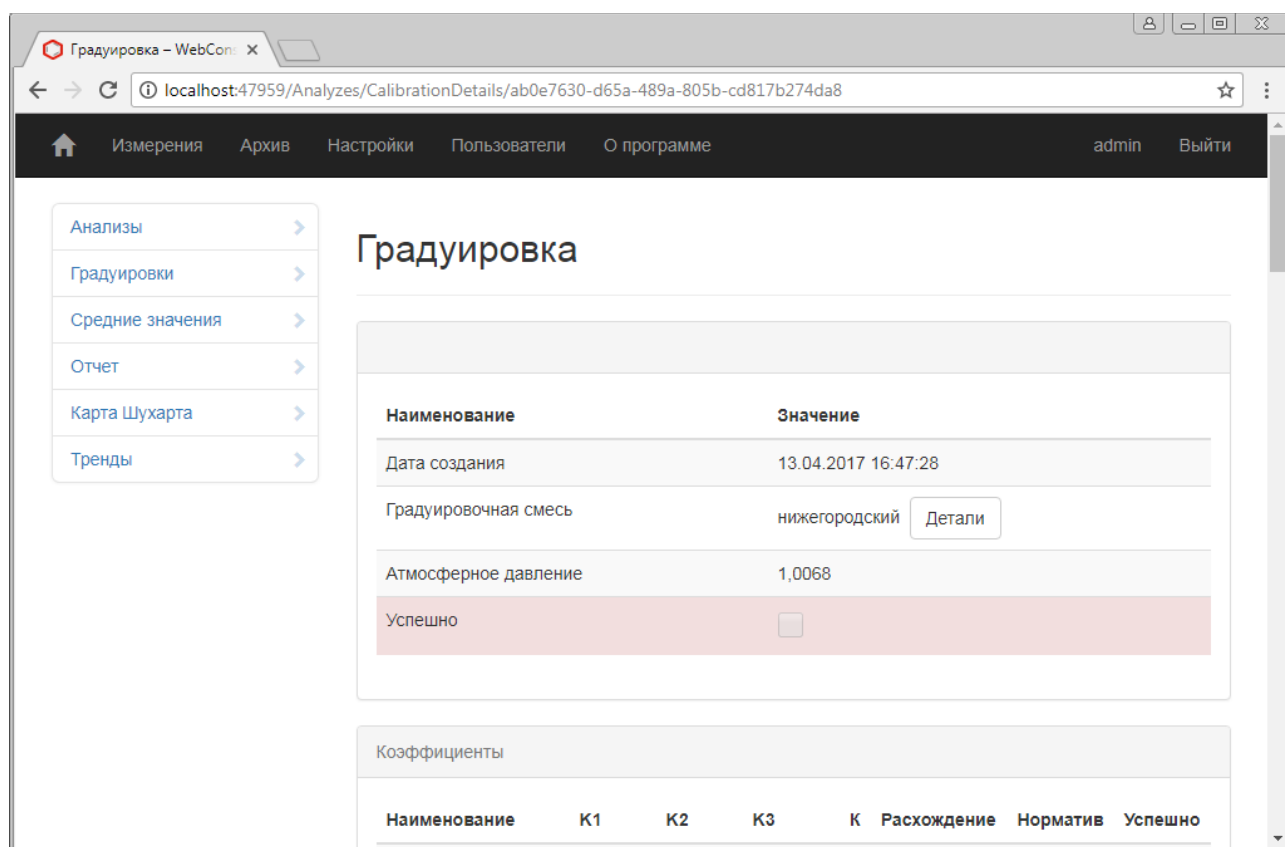 Градуировка – WebCon
localhost:47959/Analyzes/CalibrationDetails/ab0e7630-d65a-489a-805b-cd817b274da8
Измерения Архив Настройки Пользователи О программе admin Выйти
Анализы
Градуировки
Средние значения
Отчет
Карта Шухарта
Тренды
Градуировка
Наименование Значение
Дата создания 13.04.2017 16:47:28
Градуировочная смесь нижегородский Детали
Атмосферное давление 1,0068
Успешно
Коэффициенты
Наименование K1 K2 K3 К Расхождение Норматив Успешно